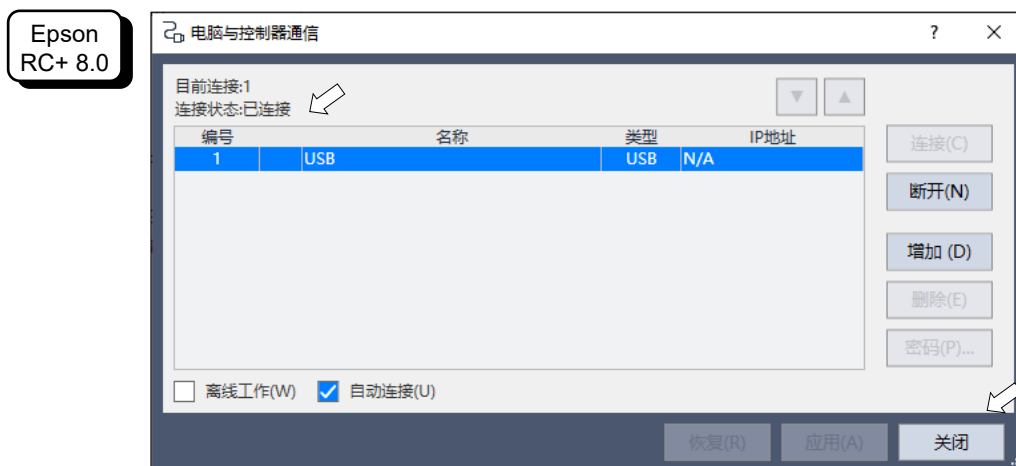 Epson
RC+ 8.0
电脑与控制器通信
?
目前连接:1
连接状态:已连接
编号 名称 类型 IP地址
1 USB USB N/A
连接(C)
断开(N)
增加 (D)
删除(E)
密码(P)...
离线工作(W) 自动连接(U)
恢复(R) 应用(A) 关闭